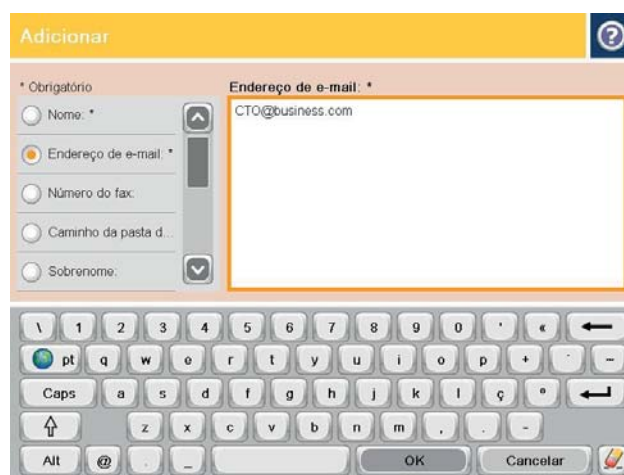 Adicionar
?
* Obrigatório
Endereço de e-mail: *
Nome: *
CTO@business.com
Endereço de e-mail: *
Número do fax:
Caminho da pasta d...
Sobrenome:
\ 1 2 3 4 5 6 7 8 9 0 ' «
pt q w e r t y u i o p + ´ ~
Caps a s d f g h j k l ç º
z x c v b n m , . -
Alt @ . _ OK Cancelar